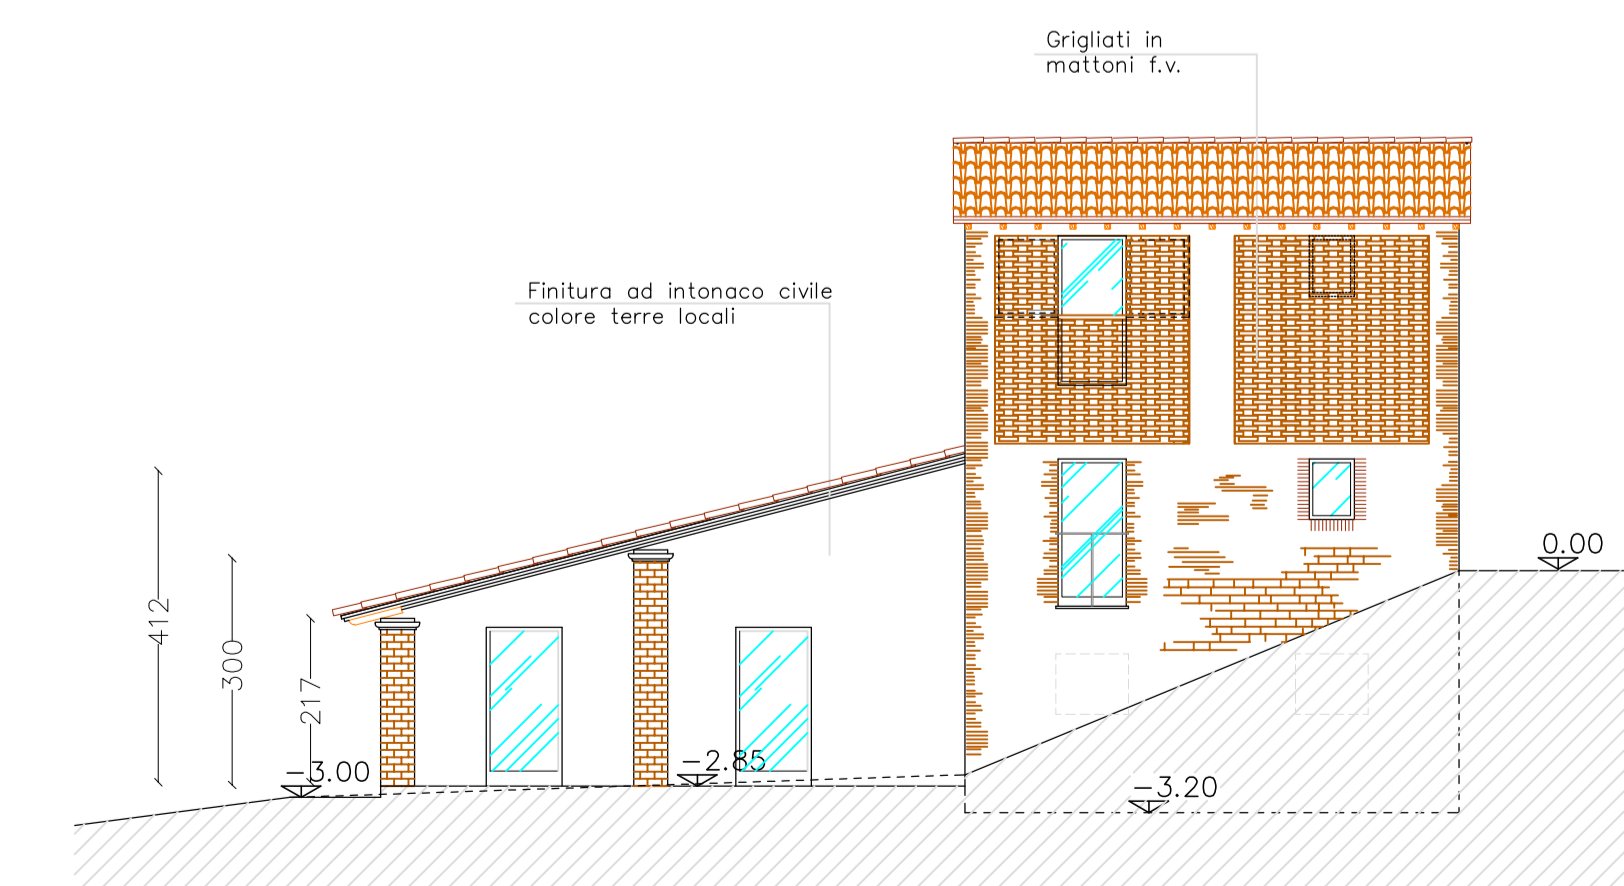 Grigliati in
mattoni f.v.
Finitura ad intonaco civile
colore terre locali
0.00
412
300
217
-3.00
-2.85
-3.20